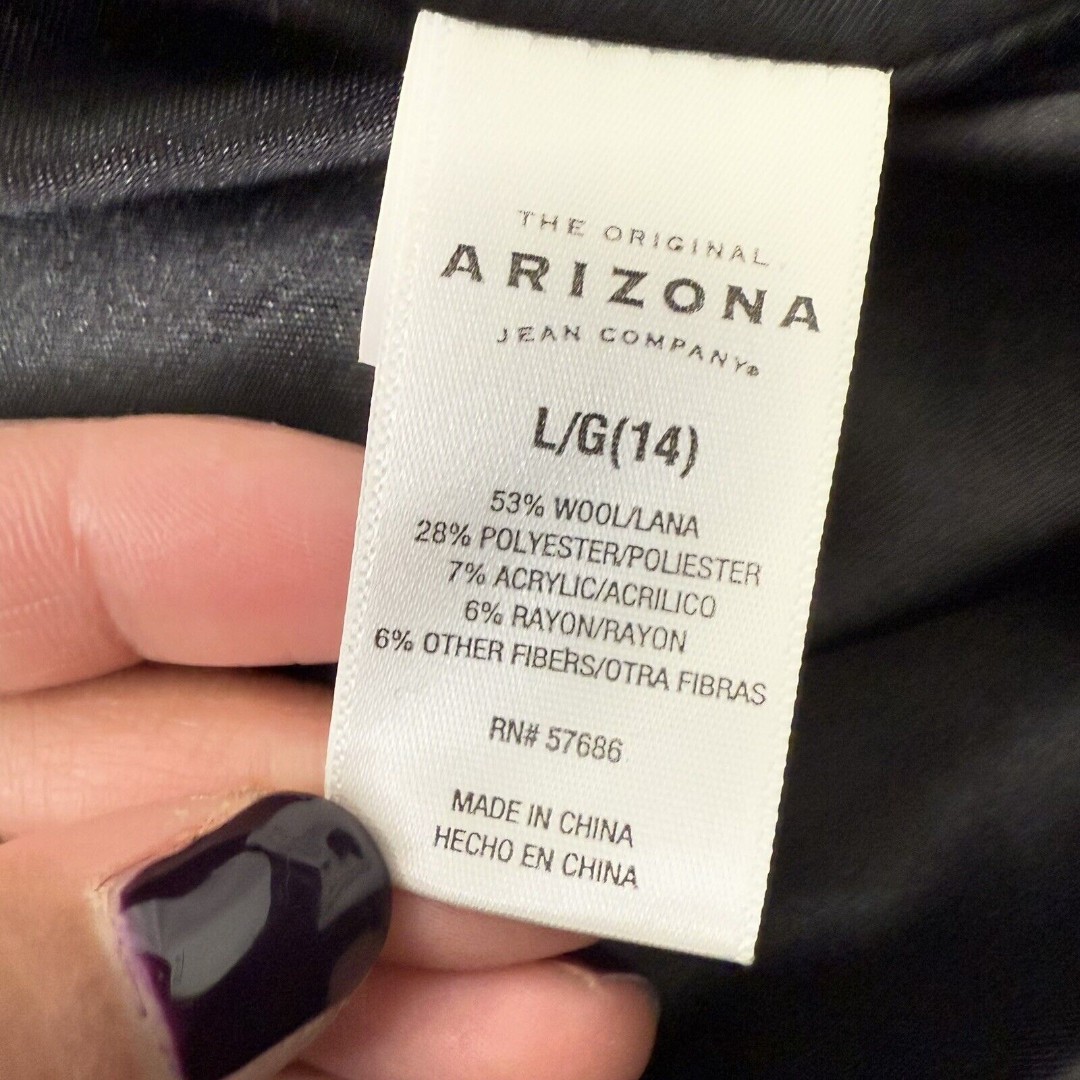 THE ORIGINAL
ARIZONA
JEAN COMPANY®
L/G(14)
53% WOOL/LANA
28% POLYESTER/POLIESTER
7% ACRYLIC/ACRILICO
6% RAYON/RAYON
6% OTHER FIBERS/OTRA FIBRAS
RN# 57686
MADE IN CHINA
HECHO EN CHINA